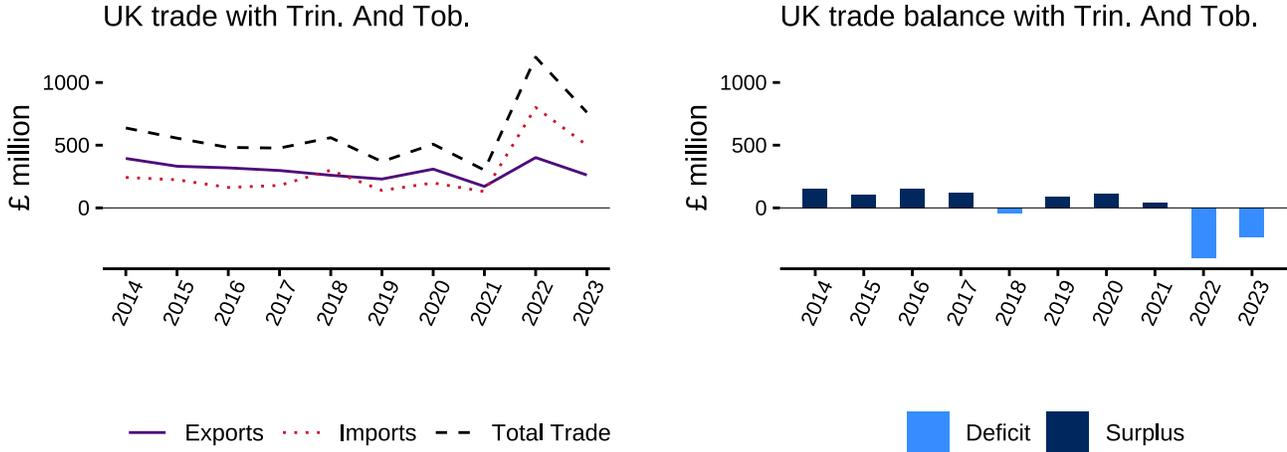 UK trade with Trin. And Tob.
£ million
1000
500
0
2014 2015 2016 2017 2018 2019 2020 2021 2022 2023
Exports Imports Total Trade
UK trade balance with Trin. And Tob.
£ million
1000
500
0
2014 2015 2016 2017 2018 2019 2020 2021 2022 2023
Deficit Surplus